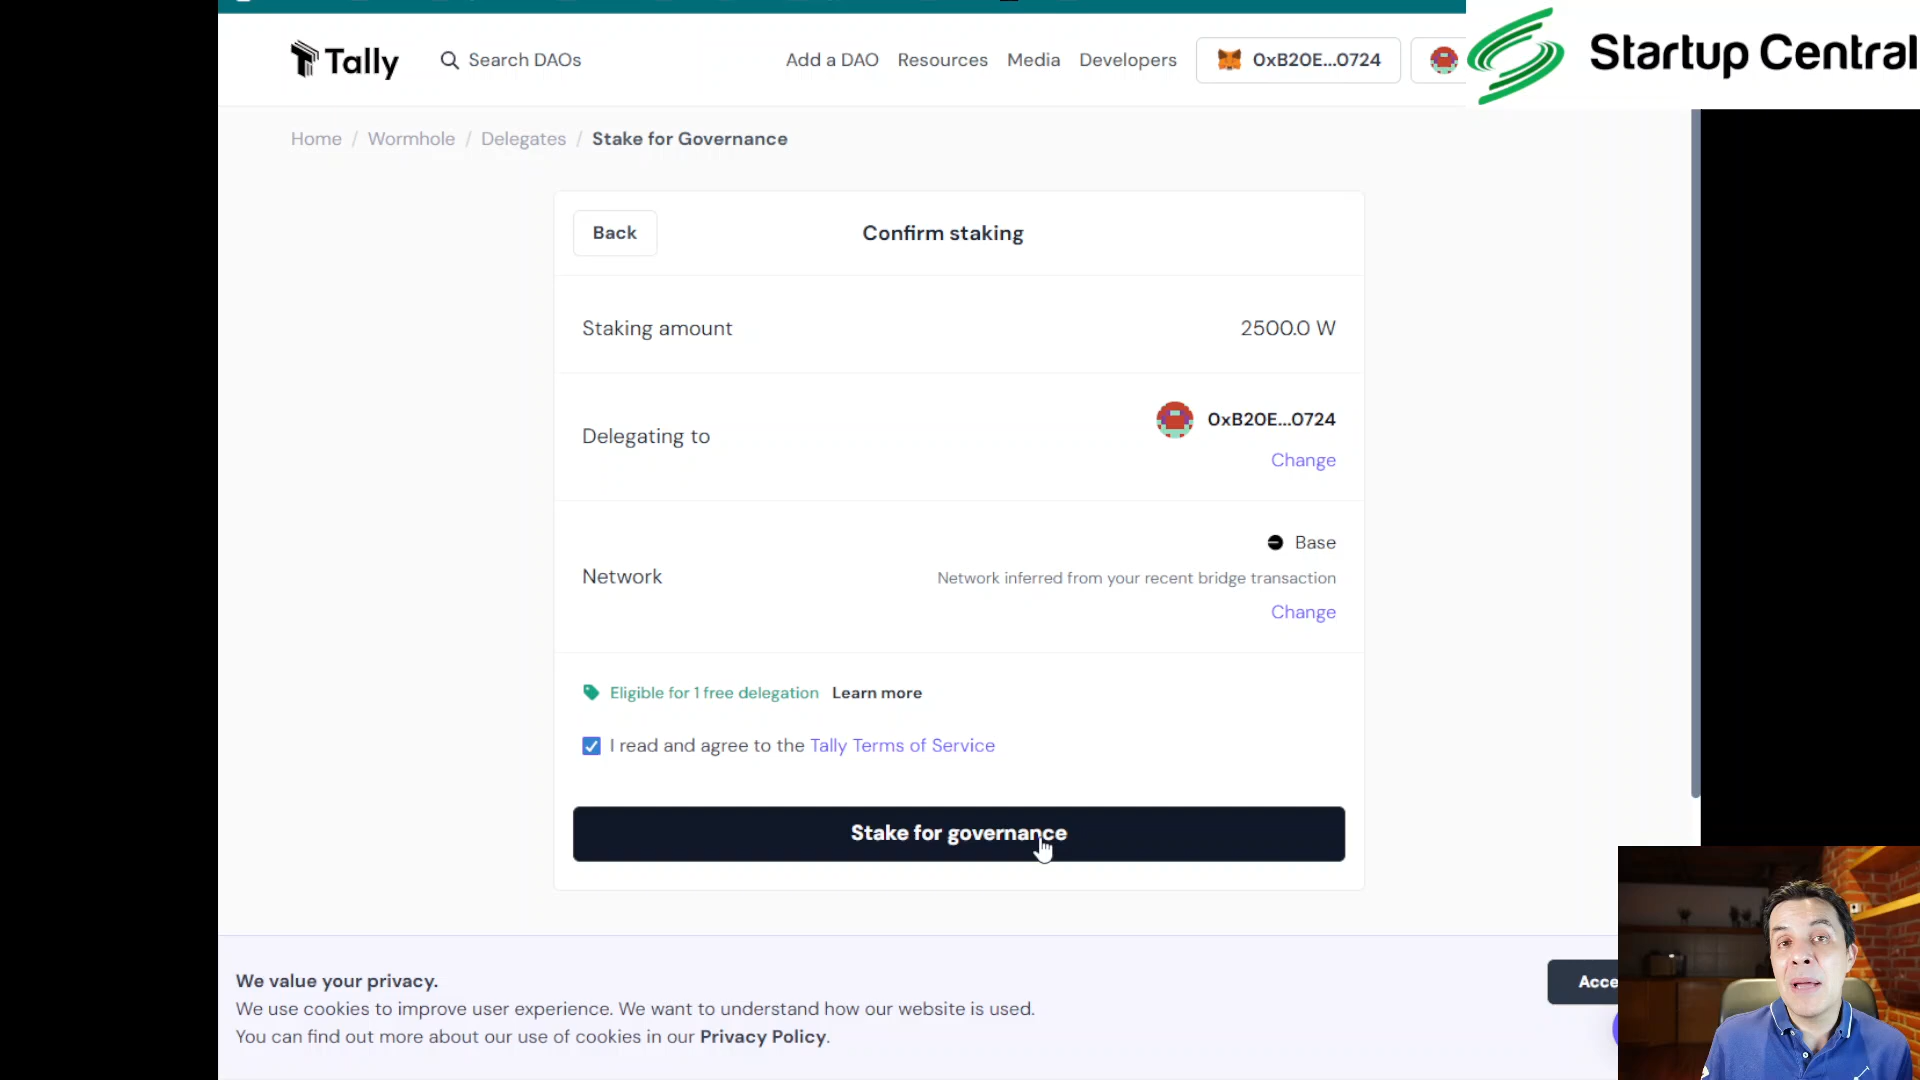 Tally
Search DAOs
Add a DAO
Resources
Media
Developers
0xB20E...0724
Startup Central
Home / Wormhole / Delegates / Stake for Governance
Back
Confirm staking
Staking amount
2500.0 W
Delegating to
0xB20E...0724
Change
Network
Base
Network inferred from your recent bridge transaction
Change
Eligible for 1 free delegation Learn more
I read and agree to the Tally Terms of Service
Stake for governance
We value your privacy.
We use cookies to improve user experience. We want to understand how our website is used.
You can find out more about our use of cookies in our Privacy Policy.
Acce